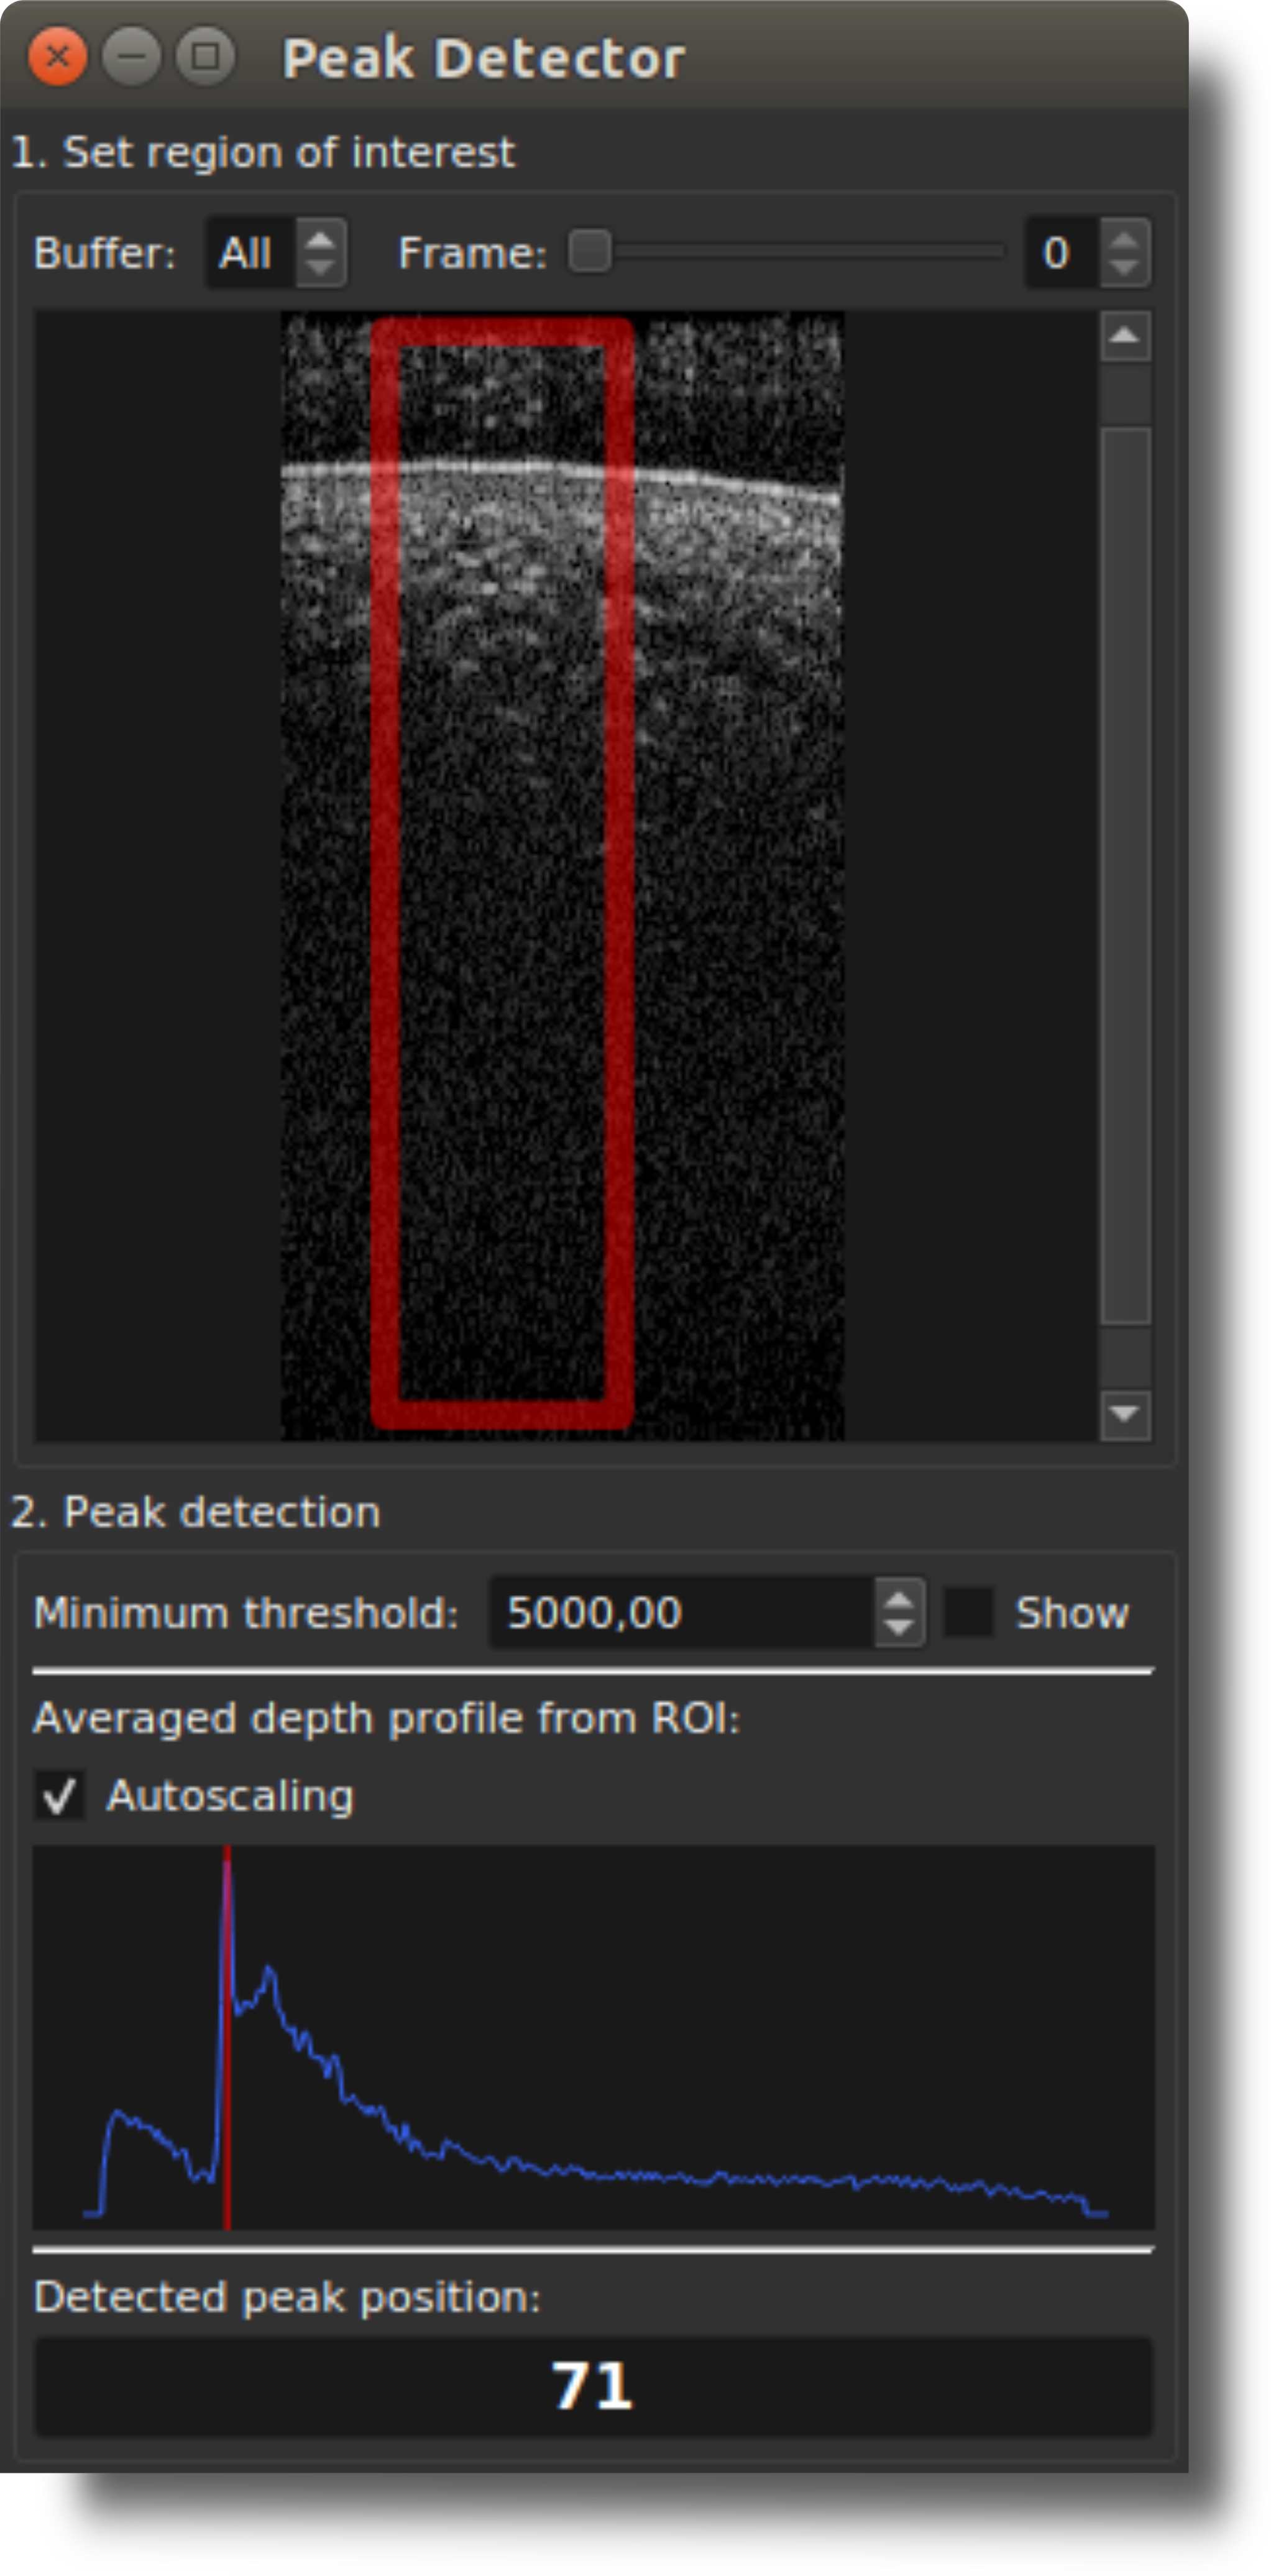 Peak Detector
1. Set region of interest
Buffer: All Frame: 0
2. Peak detection
Minimum threshold: 5000,00 Show
Averaged depth profile from ROI:
Autoscaling
Detected peak position:
71